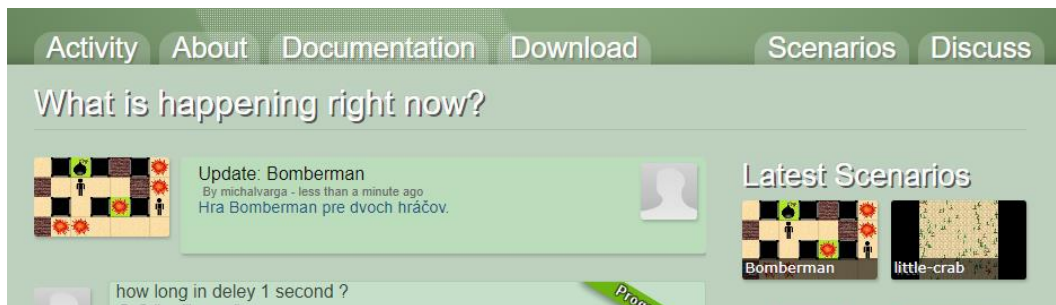 Activity About Documentation Download Scenarios Discuss
What is happening right now?
Update: Bomberman
By michalvarga - less than a minute ago
Hra Bomberman pre dvoch hráčov.
Latest Scenarios
Bomberman
little-crab
how long in deley 1 second ?